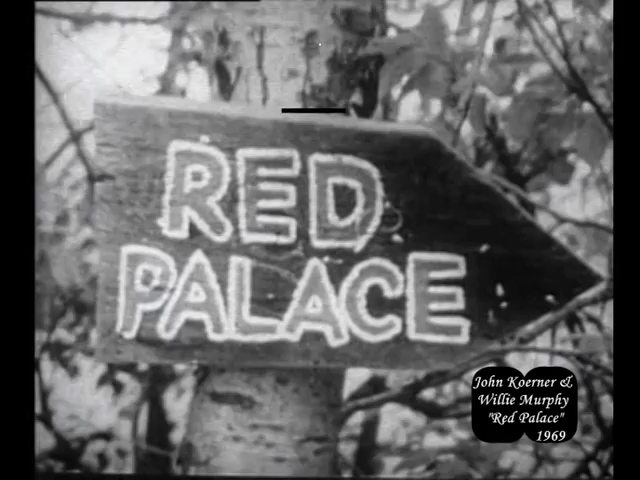 RED
PALACE
John Koerner &
Willie Murphy
"Red Palace"
1969